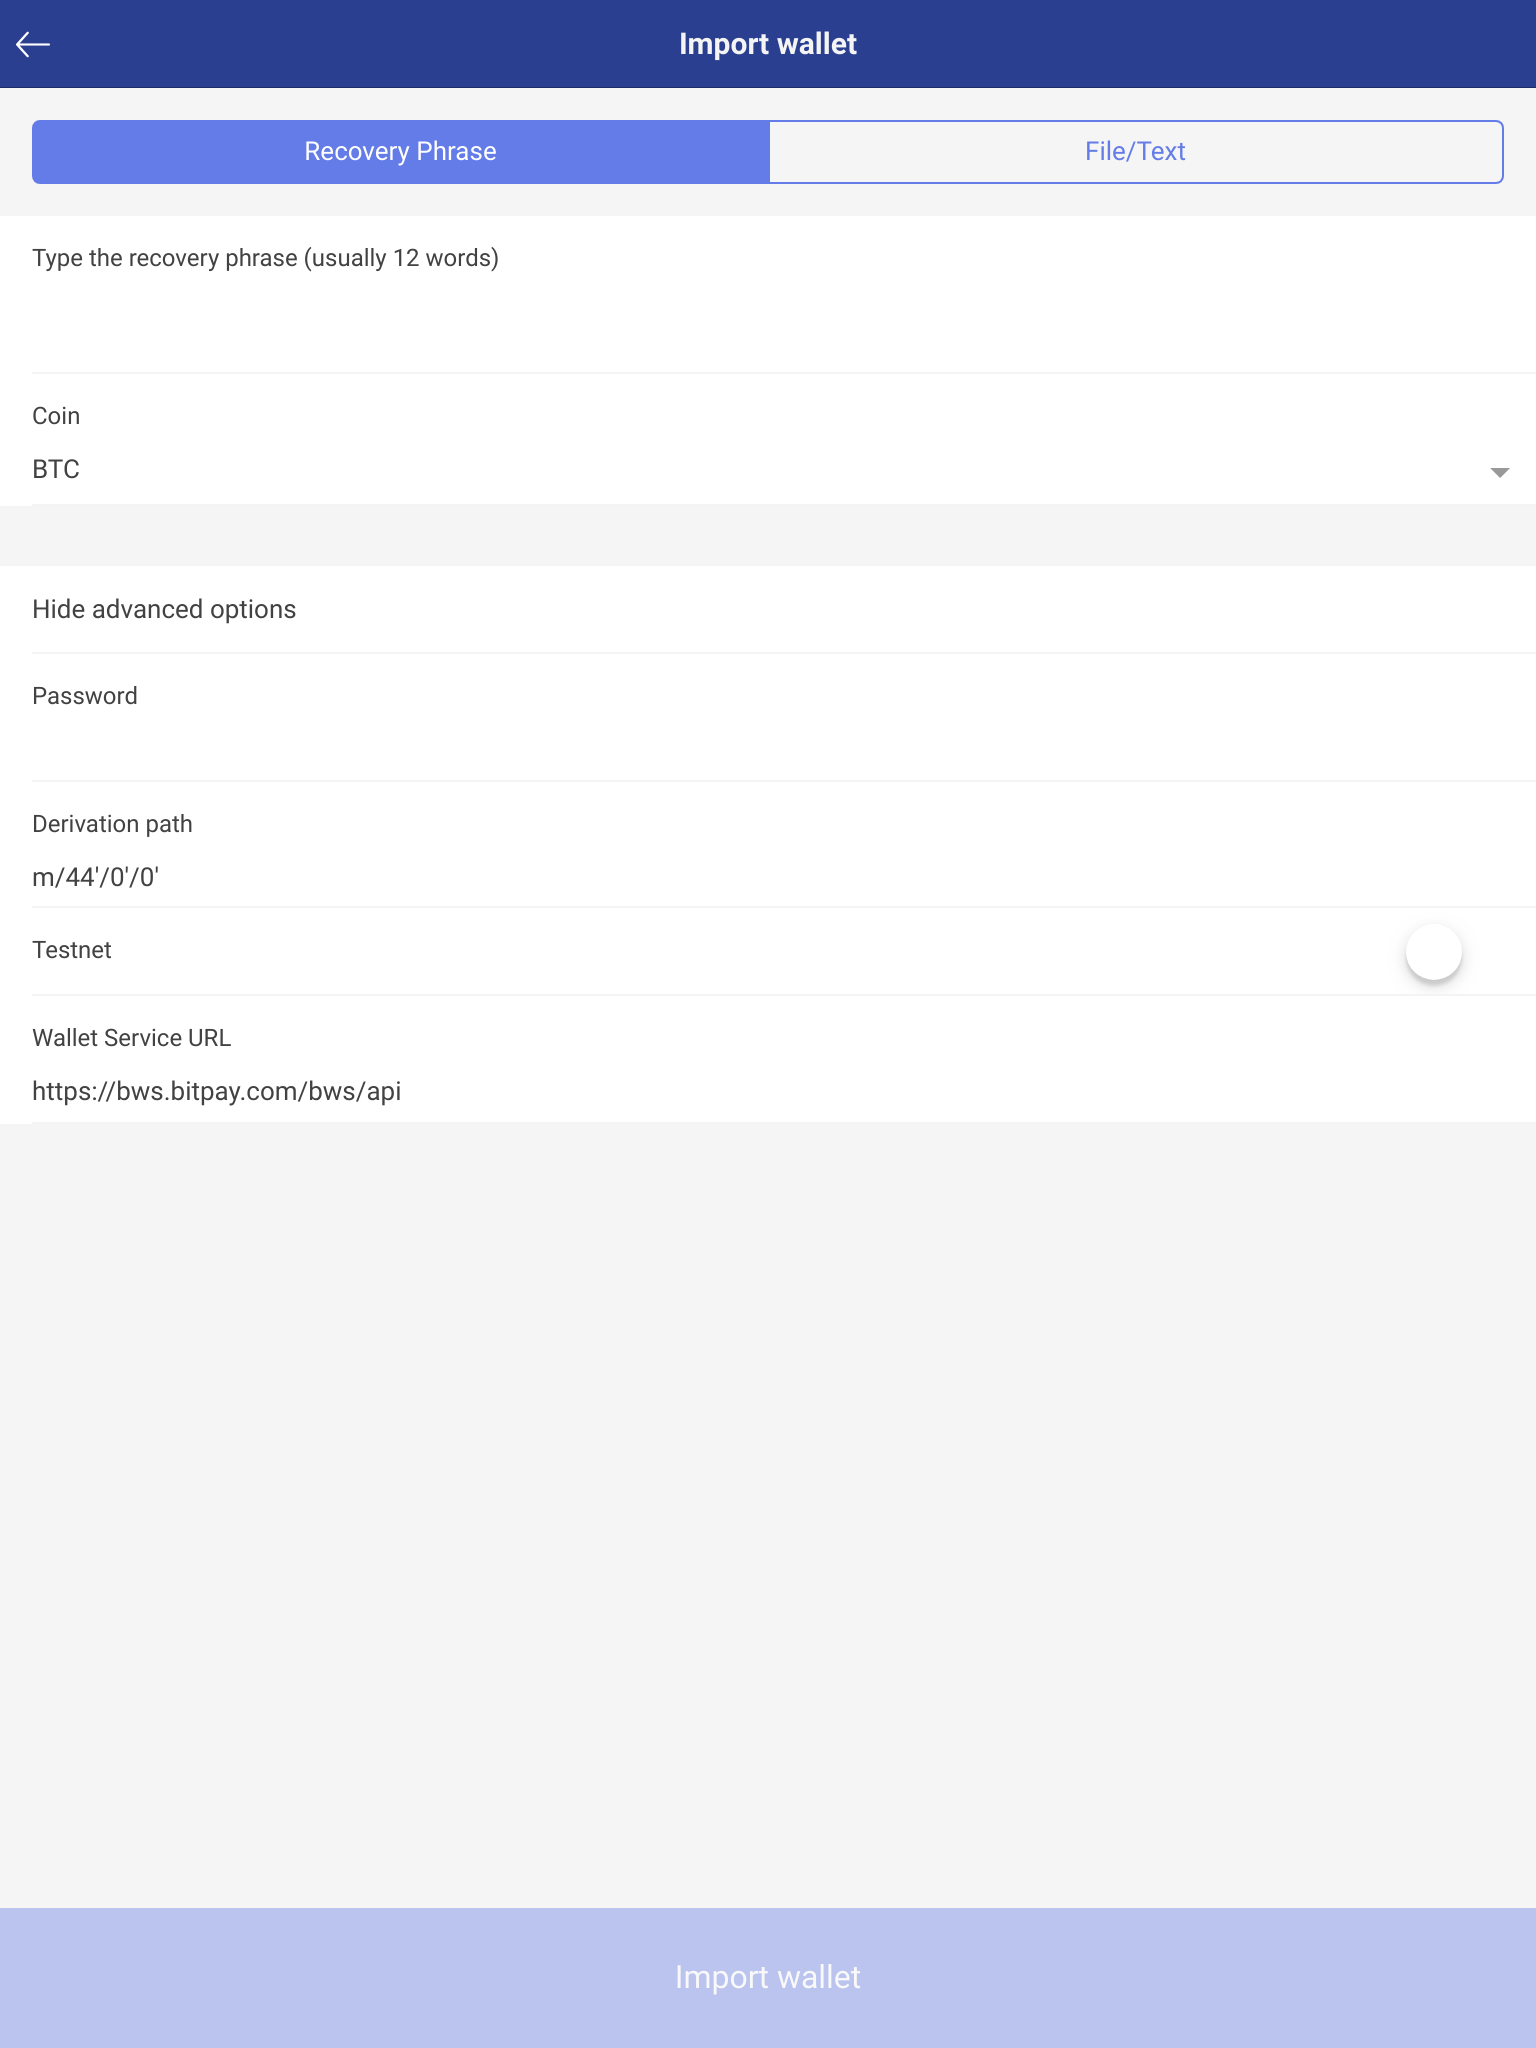 Import wallet
Recovery Phrase
File/Text
Type the recovery phrase (usually 12 words)
Coin
BTC
Hide advanced options
Password
Derivation path
m/44'/0'/0'
Testnet
Wallet Service URL
https://bws.bitpay.com/bws/api
Import wallet